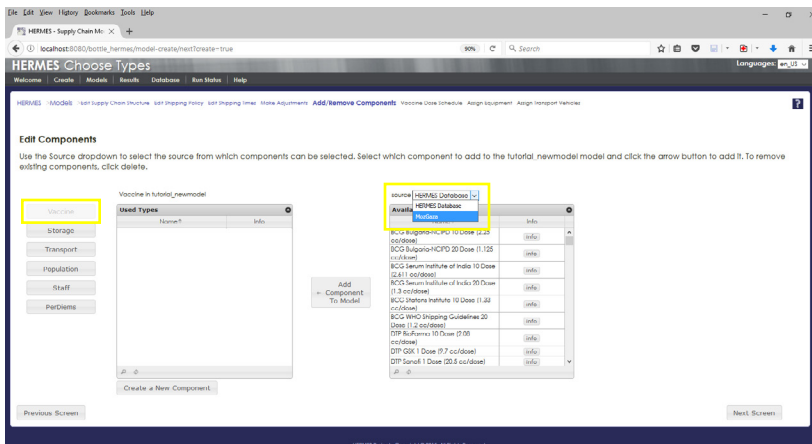 File Edit View History Bookmarks Tools Help
HERMES - Supply Chain Mo
localhost:8080/bottle_hermes/model-create/next?create=true
90%
Search
HERMES Choose Types
Languages: en_US
Welcome Create Models Results Database Run Status Help
HERMES Models Edit Supply Chain Structure Edit Shipping Policy Edit Shipping Times Make Adjustments Add/Remove Components Vaccine Dose Schedule Assign Equipment Assign Transport Vehicles
?
Edit Components
Use the Source dropdown to select the source from which components can be selected. Select which component to add to the tutorial_newmodel model and click the arrow button to add it. To remove
existing components, click delete.
Vaccine in tutorial_newmodel
source HERMES Database
HERMES Database
Vaccine
Storage
Transport
Population
Staff
PerDiems
Used Types
Name Info
Create a New Component
Add
← Component
To Model
Availa
Info
BCG Bulgaria-NCIPD 10 Dose (2.25
cc/dose) info
BCG Bulgaria-NCIPD 20 Dose (1.125
cc/dose) info
BCG Serum Institute of India 10 Dose
(2.611 cc/dose) info
BCG Serum Institute of India 20 Dose
(1.3 cc/dose) info
BCG Statens Institute 10 Dose (1.33
cc/dose) info
BCG WHO Shipping Guidelines 20
Dose (1.2 cc/dose) info
DTP BioFarma 10 Dose (2.08
cc/dose) info
DTP GSK 1 Dose (9.7 cc/dose) info
DTP Sanofi 1 Dose (20.5 cc/dose) info
Previous Screen
Next Screen